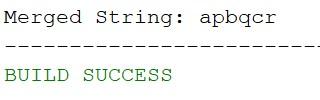 Merged String: apbqcr
-------------------------
BUILD SUCCESS